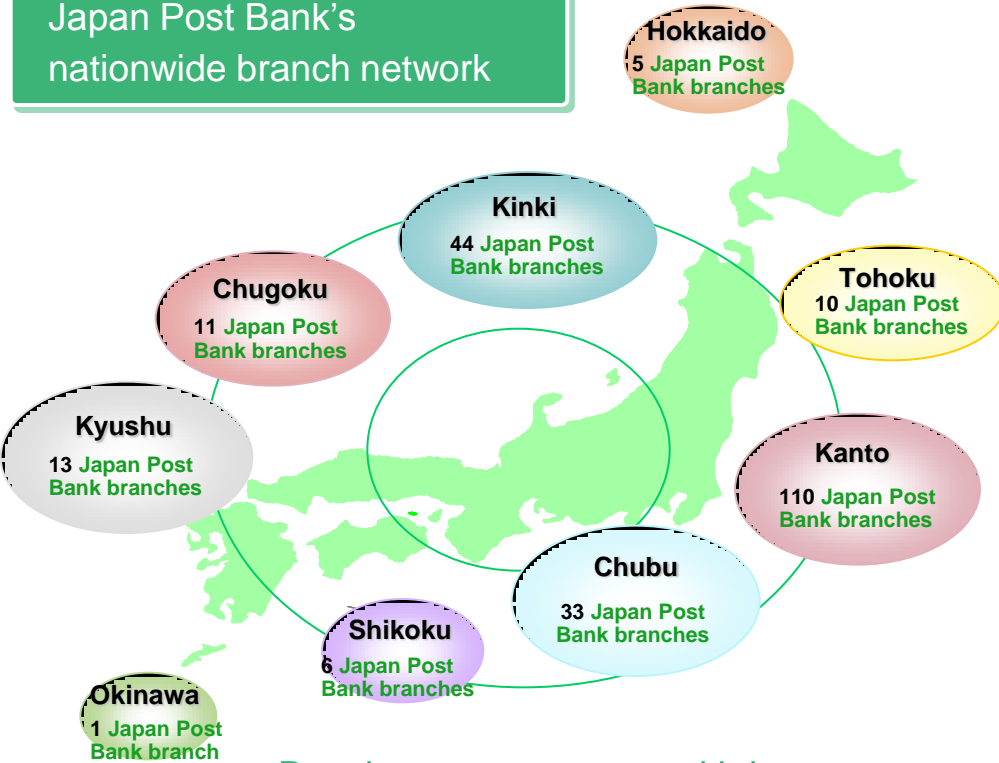 Japan Post Bank's
nationwide branch network
Hokkaido
5 Japan Post
Bank branches
Kinki
44 Japan Post
Bank branches
Tohoku
10 Japan Post
Bank branches
Chugoku
11 Japan Post
Bank branches
Kyushu
13 Japan Post
Bank branches
Kanto
110 Japan Post
Bank branches
Chubu
33 Japan Post
Bank branches
Shikoku
6 Japan Post
Bank branches
Okinawa
1 Japan Post
Bank branch